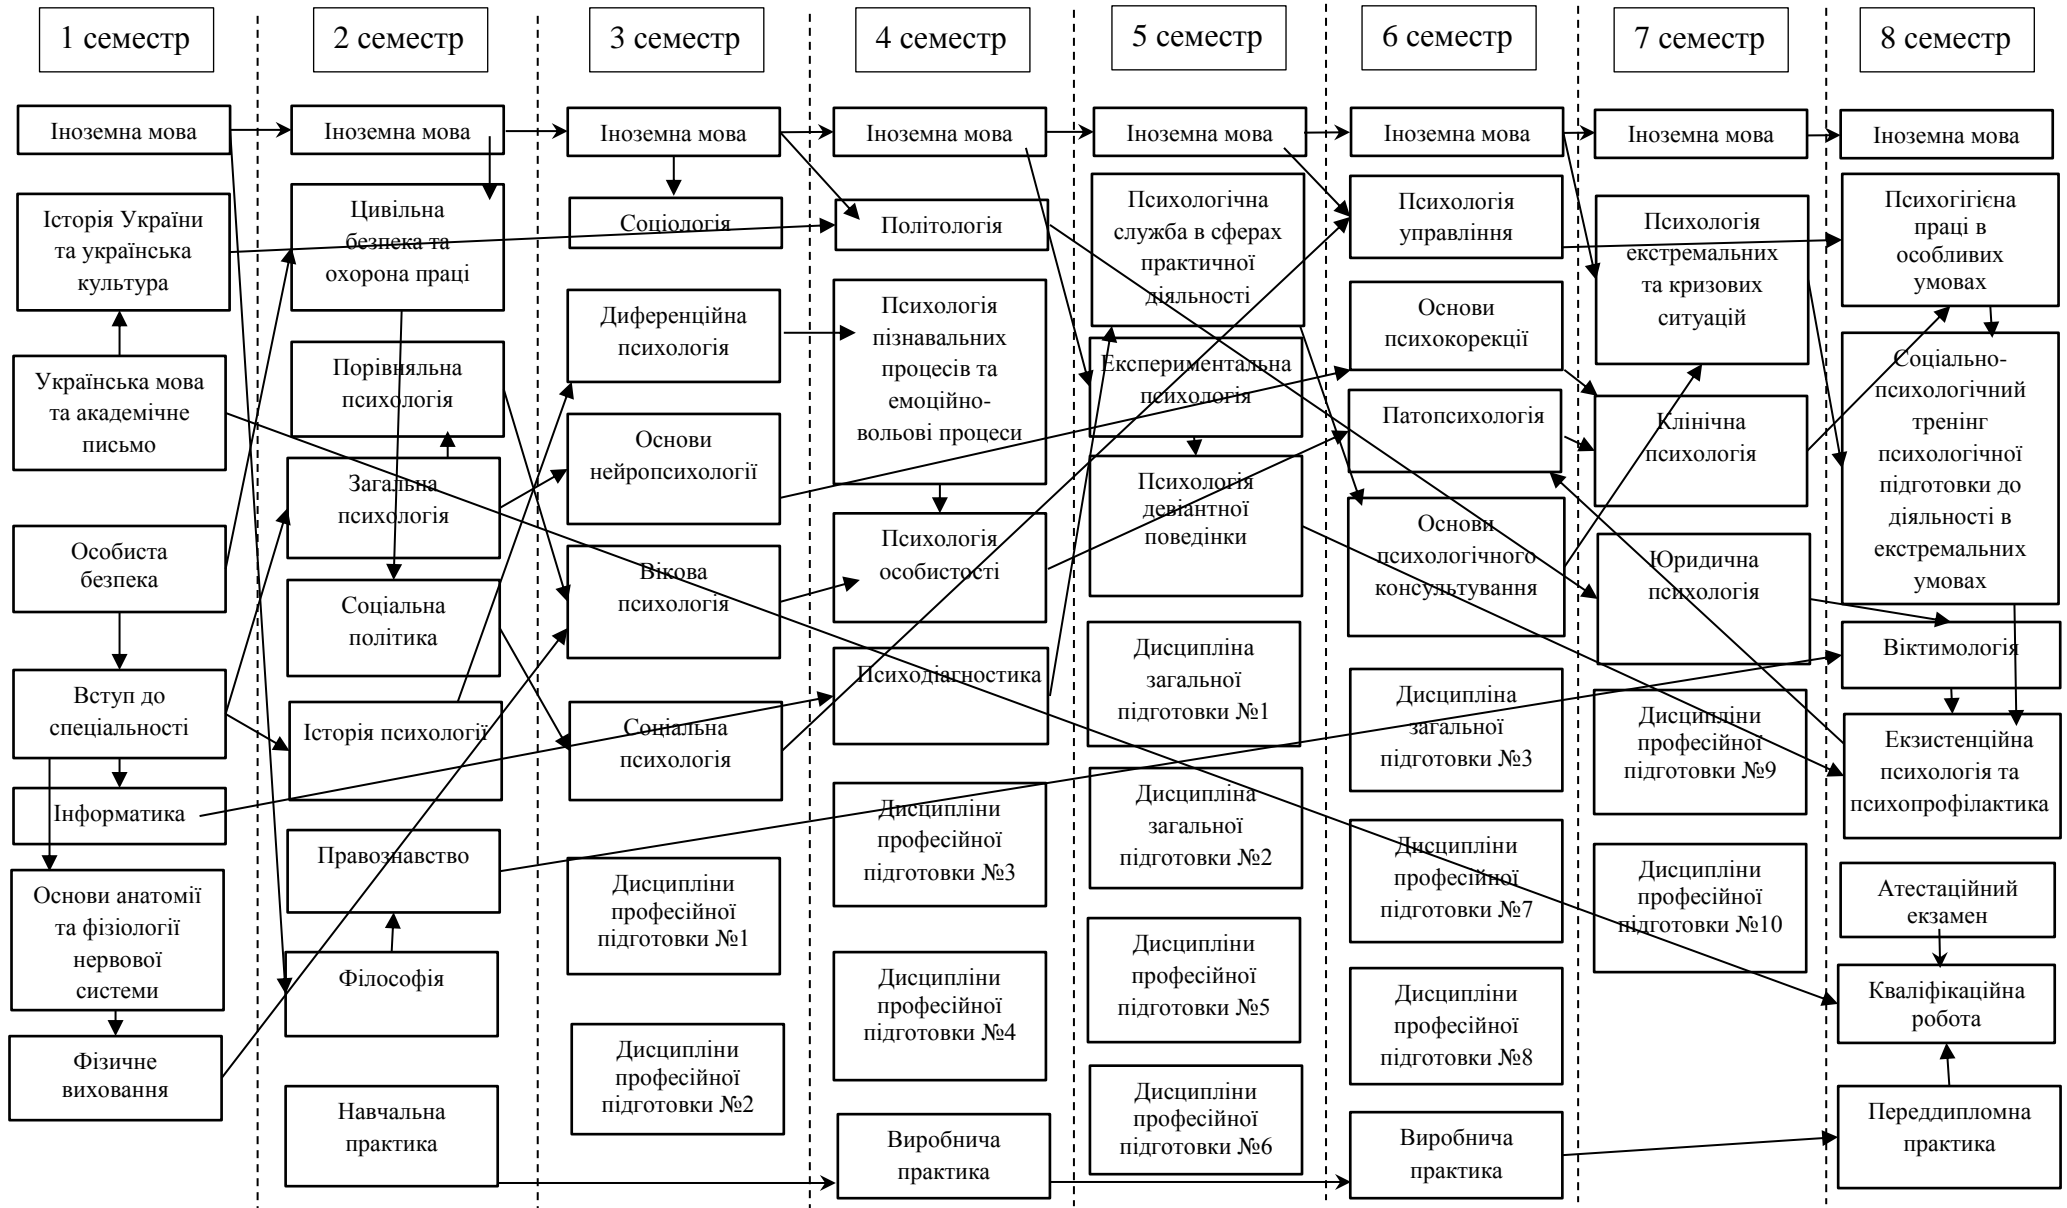 1 семестр
2 семестр
3 семестр
4 семестр
5 семестр
6 семестр
7 семестр
8 семестр
Іноземна мова
Історія України
та українська
культура
Українська мова
та академічне
письмо
Особиста
безпека
Вступ до
спеціальності
Інформатика
Основи анатомії
та фізіології
нервової
системи
Фізичне
виховання
Іноземна мова
Цивільна
безпека та
охорона праці
Порівняльна
психологія
Загальна
психологія
Соціальна
політика
Історія психології
Правознавство
Філософія
Навчальна
практика
Іноземна мова
Соціологія
Диференційна
психологія
Основи
нейропсихології
Вікова
психологія
Соціальна
психологія
Дисципліни
професійної
підготовки №1
Дисципліни
професійної
підготовки №2
Іноземна мова
Політологія
Психологія
пізнавальних
процесів та
емоційно-
вольові процеси
Психологія
особистості
Психодіагностика
Дисципліни
професійної
підготовки №3
Дисципліни
професійної
підготовки №4
Виробнича
практика
Іноземна мова
Психологічна
служба в сферах
практичної
діяльності
Експериментальна
психологія
Психологія
девіантної
поведінки
Дисципліна
загальної
підготовки №1
Дисципліна
загальної
підготовки №2
Дисципліни
професійної
підготовки №5
Дисципліни
професійної
підготовки №6
Іноземна мова
Психологія
управління
Основи
психокорекції
Патопсихологія
Основи
психологічного
консультування
Дисципліна
загальної
підготовки №3
Дисципліни
професійної
підготовки №7
Дисципліни
професійної
підготовки №8
Виробнича
практика
Іноземна мова
Психологія
екстремальних
та кризових
ситуацій
Клінічна
психологія
Юридична
психологія
Дисципліни
професійної
підготовки №9
Дисципліни
професійної
підготовки №10
Іноземна мова
Психогігієна
праці в
особливих
умовах
Соціально-
психологічний
тренінг
психологічної
підготовки до
діяльності в
екстремальних
умовах
Віктимологія
Екзистенційна
психологія та
психопрофілактика
Атестаційний
екзамен
Кваліфікаційна
робота
Переддипломна
практика